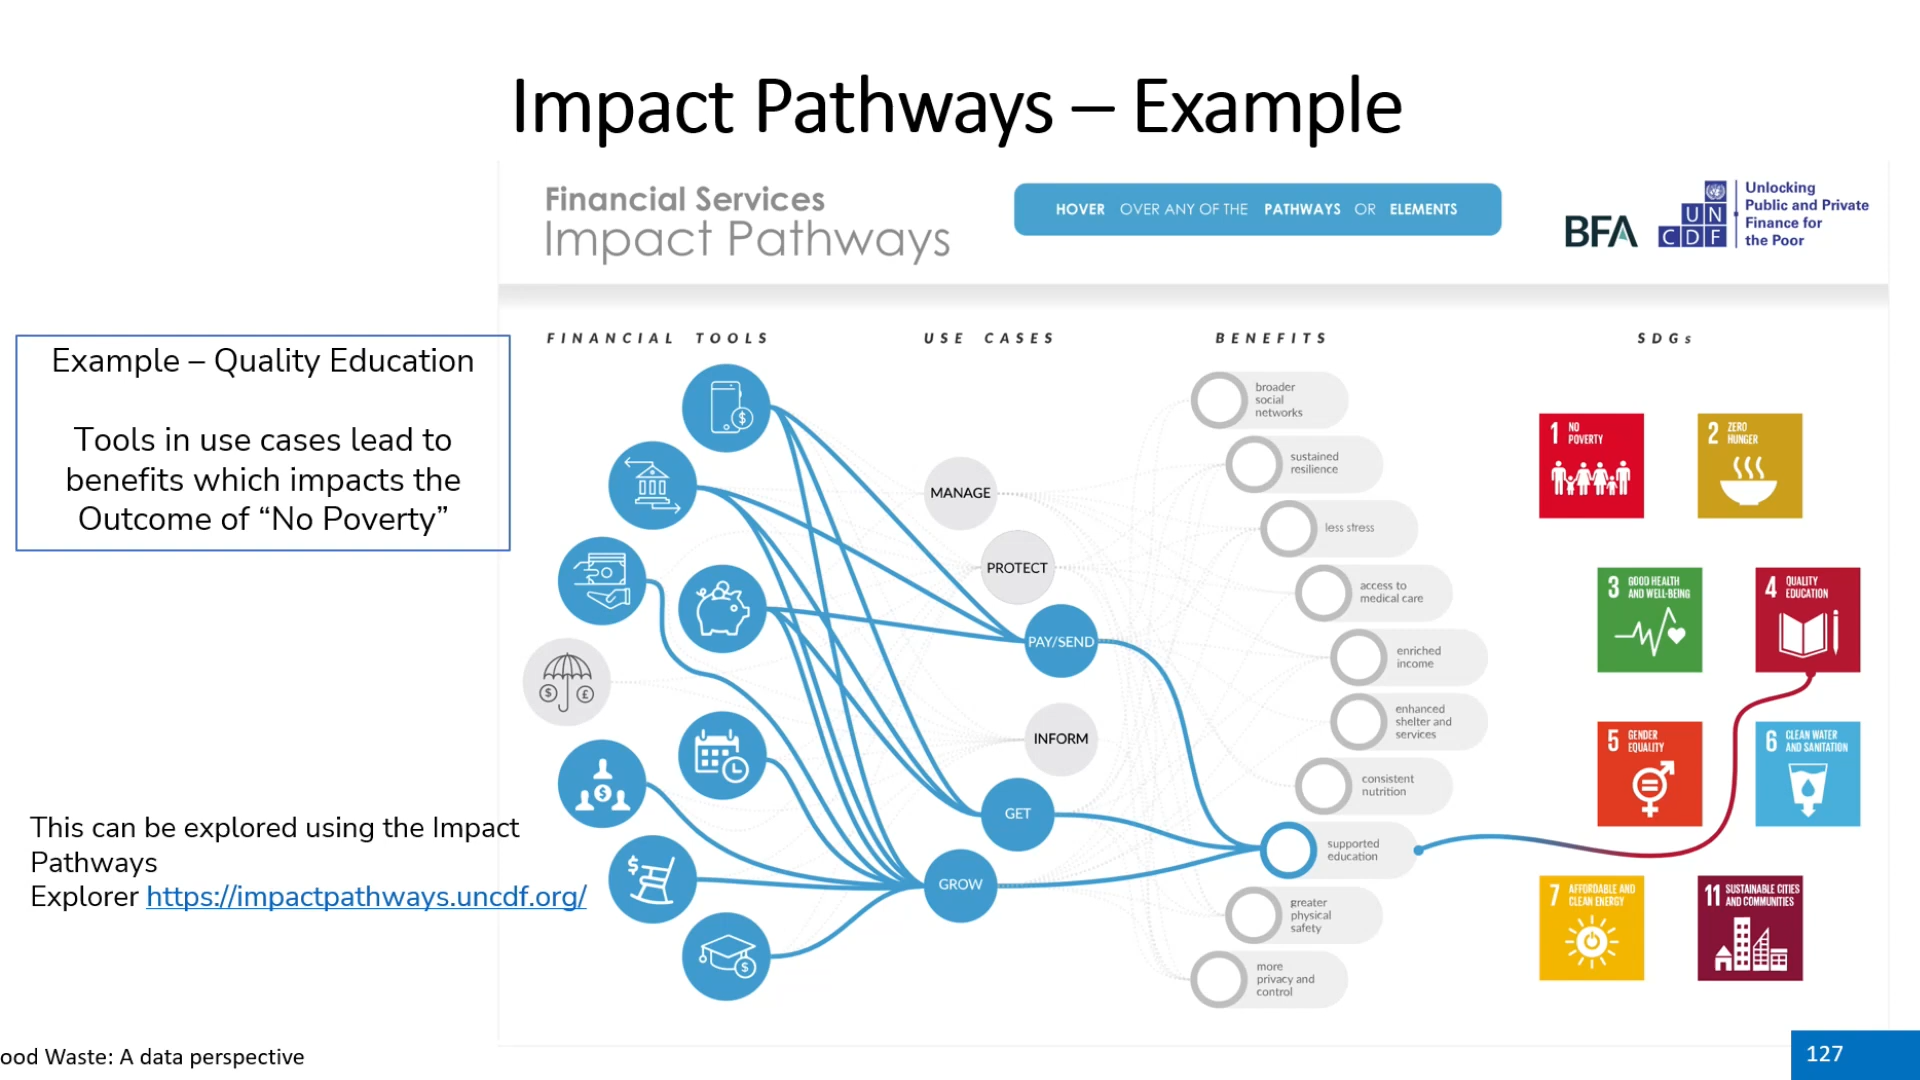 Impact Pathways – Example
Financial Services
Impact Pathways
HOVER OVER ANY OF THE PATHWAYS OR ELEMENTS
BFA
UN
CDF
Unlocking
Public and Private
Finance for
the Poor
FINANCIAL TOOLS
USE CASES
BENEFITS
SDGs
Example – Quality Education
Tools in use cases lead to
benefits which impacts the
Outcome of “No Poverty”
This can be explored using the Impact
Pathways
Explorer https://impactpathways.uncdf.org/
$
$ £
$
$
$
MANAGE
PROTECT
PAY/SEND
INFORM
GET
GROW
broader
social
networks
sustained
resilience
less stress
access to
medical care
enriched
income
enhanced
shelter and
services
consistent
nutrition
supported
education
greater
physical
safety
more
privacy and
control
1 NO
POVERTY
2 ZERO
HUNGER
3 GOOD HEALTH
AND WELL-BEING
4 QUALITY
EDUCATION
5 GENDER
EQUALITY
6 CLEAN WATER
AND SANITATION
7 AFFORDABLE AND
CLEAN ENERGY
11 SUSTAINABLE CITIES
AND COMMUNITIES
ood Waste: A data perspective
127